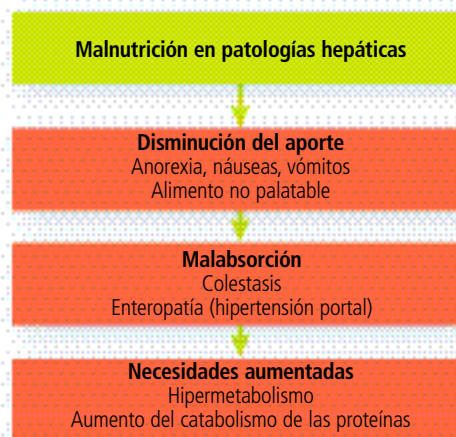 Malnutrición en patologías hepáticas
Disminución del aporte
Anorexia, náuseas, vómitos
Alimento no palatable
Malabsorción
Colestasis
Enteropatía (hipertensión portal)
Necesidades aumentadas
Hipermetabolismo
Aumento del catabolismo de las proteínas